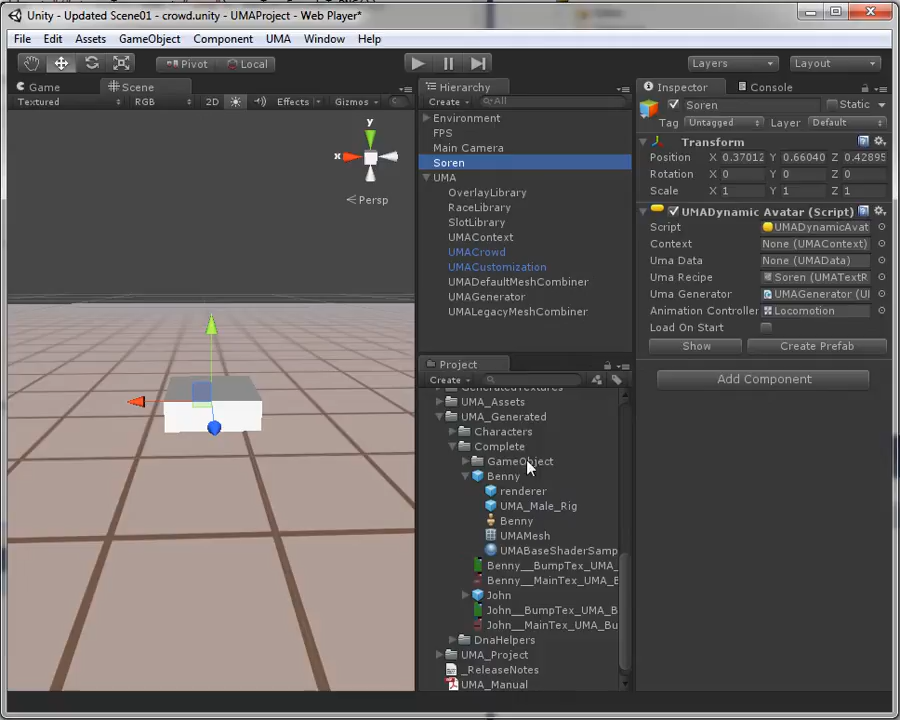 Unity - Updated Scene01 - crowd.unity - UMAProject - Web Player*
File Edit Assets GameObject Component UMA Window Help
Pivot Local Layers Layout
Game Scene
Textured RGB 2D Effects Gizmos All
y
x
Persp
Hierarchy
Create All
Environment
FPS
Main Camera
Soren
UMA
OverlayLibrary
RaceLibrary
SlotLibrary
UMAContext
UMACrowd
UMACustomization
UMADefaultMeshCombiner
UMAGenerator
UMALegacyMeshCombiner
Project
Create
GeneratedTextures
UMA_Assets
UMA_Generated
Characters
Complete
GameObject
Benny
renderer
UMA_Male_Rig
Benny
UMAMesh
UMABaseShaderSamp
Benny__BumpTex_UMA_
Benny__MainTex_UMA_B
John
John__BumpTex_UMA_B
John__MainTex_UMA_Bu
DnaHelpers
UMA_Project
_ReleaseNotes
UMA_Manual
Inspector Console
Soren Static
Tag Untagged Layer Default
Transform
Position X 0.37012 Y 0.66040 Z 0.42895
Rotation X 0 Y 0 Z 0
Scale X 1 Y 1 Z 1
UMADynamic Avatar (Script)
Script UMADynamicAvat
Context None (UMAContext)
Uma Data None (UMAData)
Uma Recipe Soren (UMATextR
Uma Generator UMAGenerator (UI
Animation Controller Locomotion
Load On Start
Show Create Prefab
Add Component